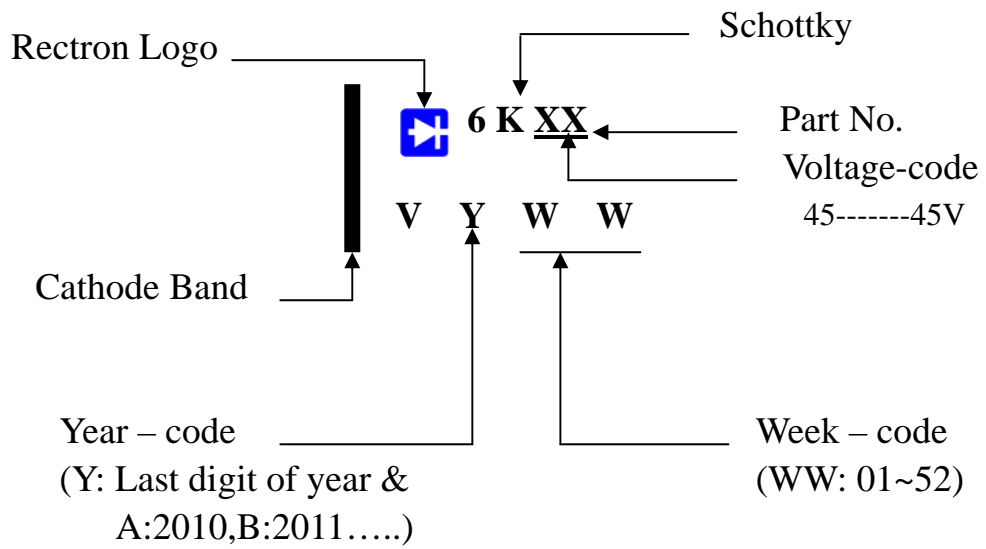 Schottky
Rectron Logo
6 K XX
Part No.
Voltage-code
45-------45V
V Y W W
Cathode Band
Year – code
(Y: Last digit of year &
A:2010,B:2011…..)
Week – code
(WW: 01~52)